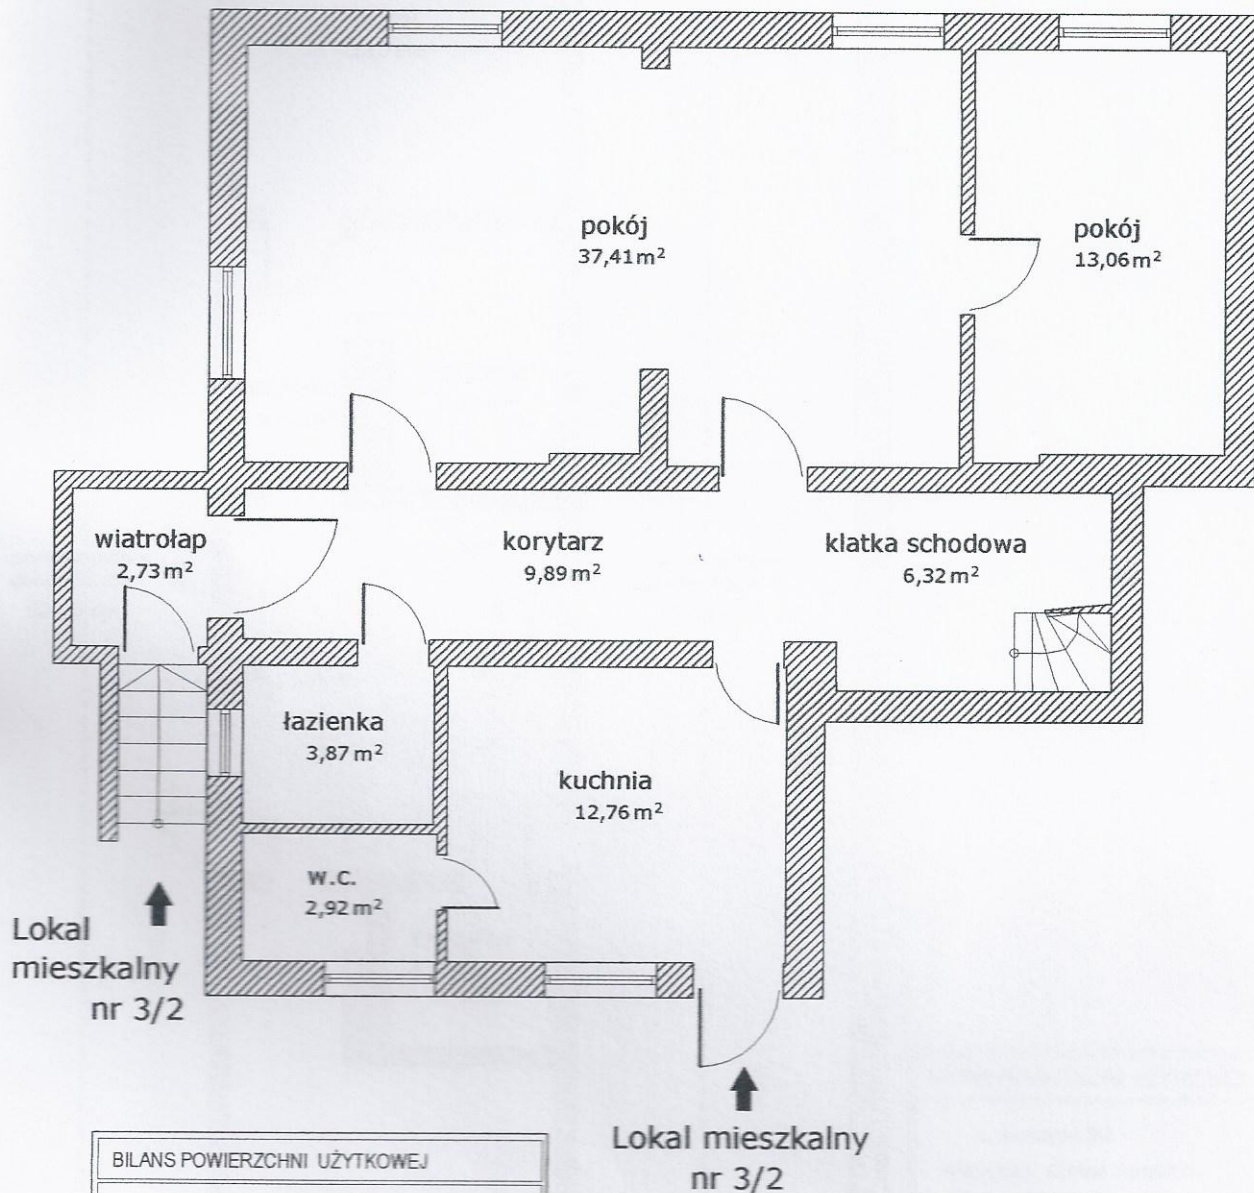 pokój
37,41 m²
pokój
13,06 m²
wiatrołap
2,73 m²
korytarz
9,89 m²
klatka schodowa
6,32 m²
łazienka
3,87 m²
kuchnia
12,76 m²
w.c.
2,92 m²
Lokal
mieszkalny
nr 3/2
Lokal mieszkalny
nr 3/2
BILANS POWIERZCHNI UŻYTKOWEJ